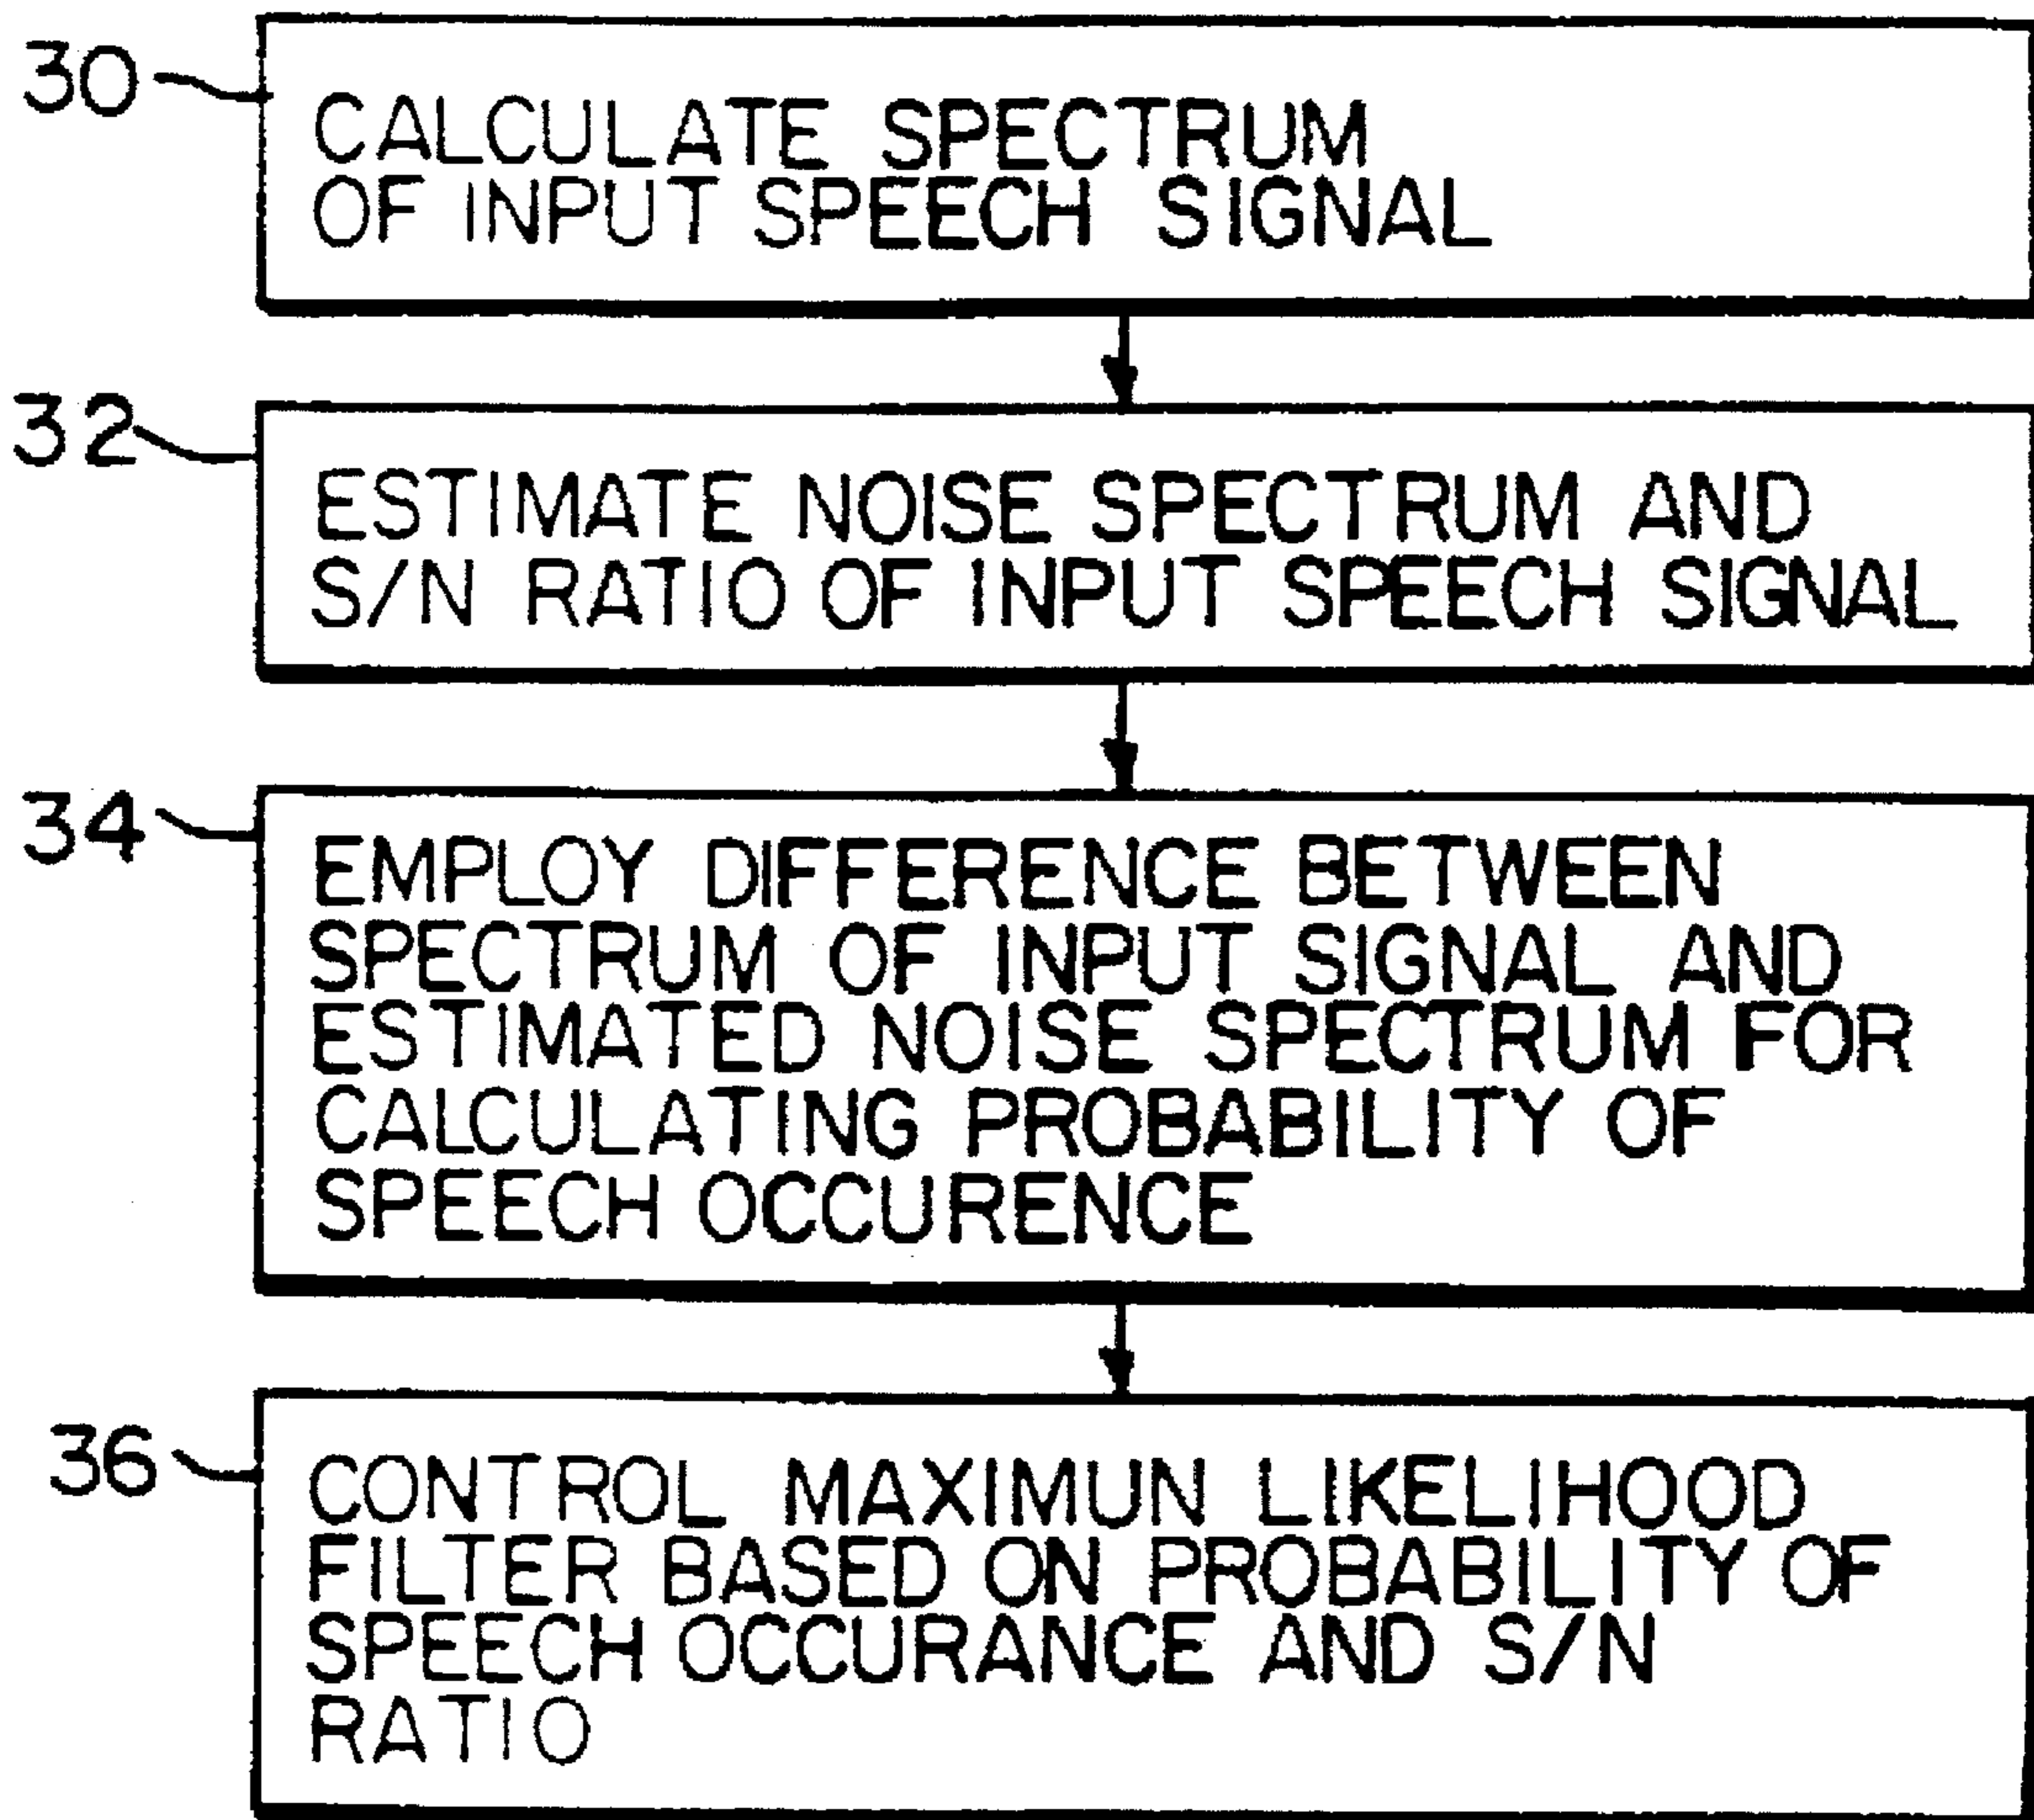 30
CALCULATE SPECTRUM
OF INPUT SPEECH SIGNAL
32
ESTIMATE NOISE SPECTRUM AND
S/N RATIO OF INPUT SPEECH SIGNAL
34
EMPLOY DIFFERENCE BETWEEN
SPECTRUM OF INPUT SIGNAL AND
ESTIMATED NOISE SPECTRUM FOR
CALCULATING PROBABILITY OF
SPEECH OCCURENCE
36
CONTROL MAXIMUN LIKELIHOOD
FILTER BASED ON PROBABILITY OF
SPEECH OCCURANCE AND S/N
RATIO